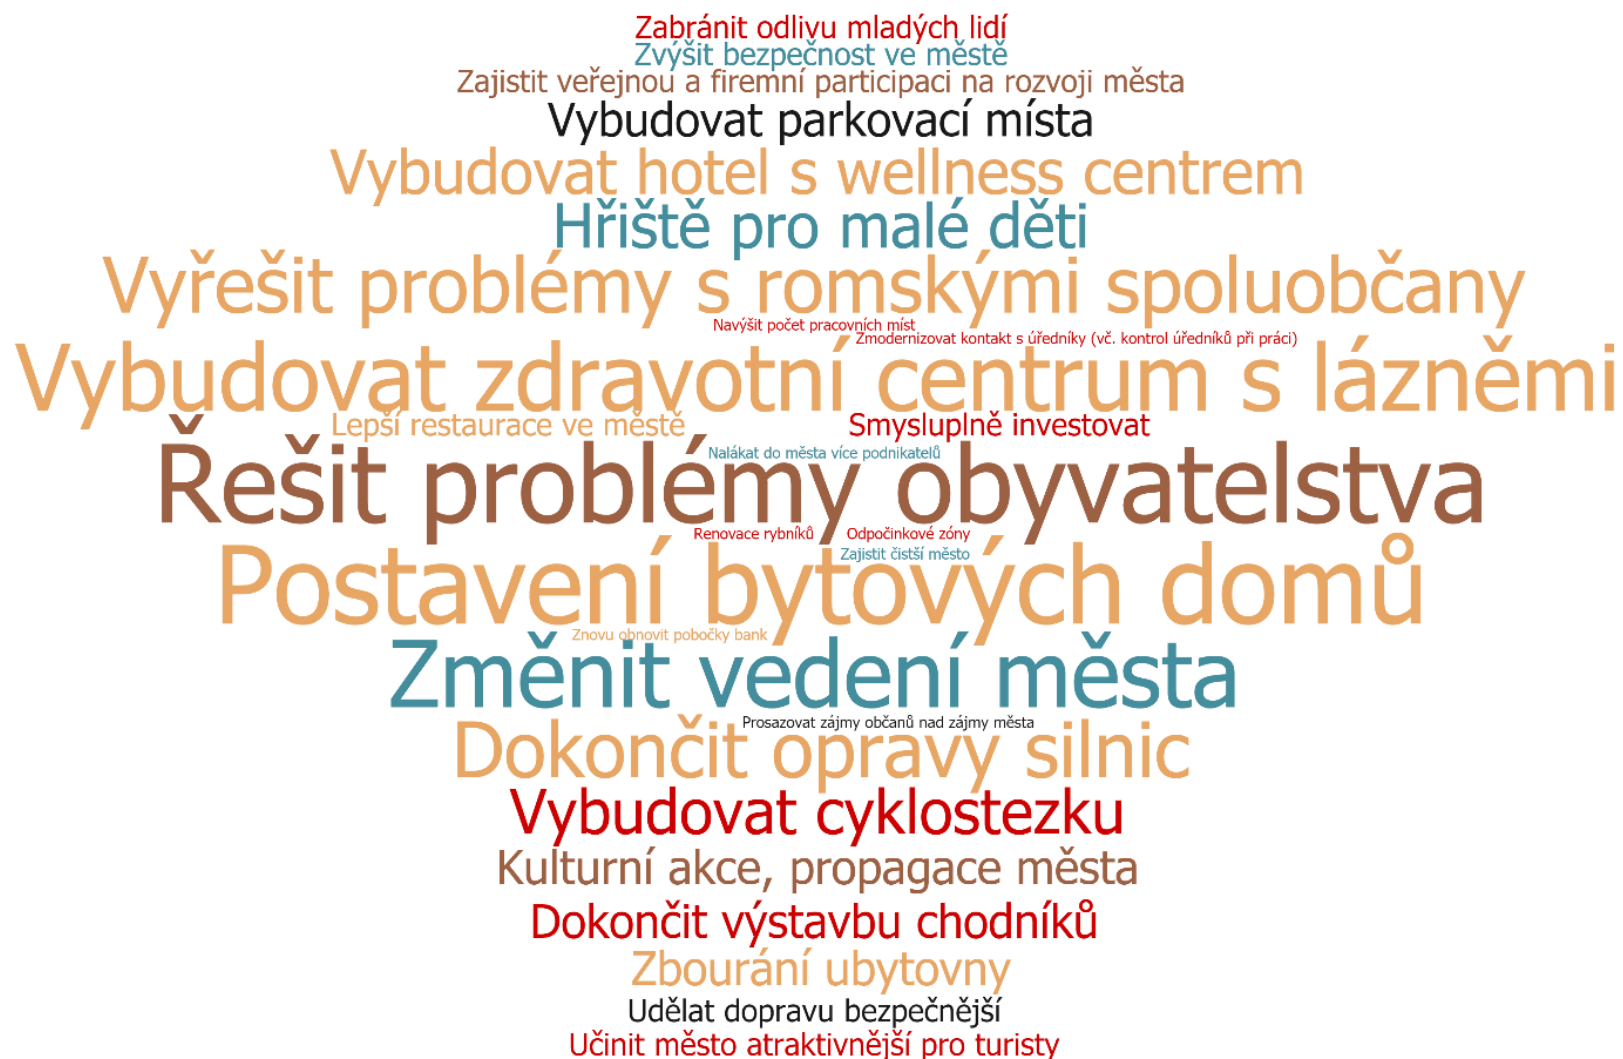 Zabránit odlivu mladých lidí
Zvýšit bezpečnost ve městě
Zajistit veřejnou a firemní participaci na rozvoji města
Vybudovat parkovací místa
Vybudovat hotel s wellness centrem
Hřiště pro malé děti
Vyřešit problémy s romskými spoluobčany
Navýšit počet pracovních míst
Zmodernizovat kontakt s úředníky (vč. kontrol úředníků při práci)
Vybudovat zdravotní centrum s lázněmi
Lepší restaurace ve městě
Smysluplně investovat
Nalákat do města více podnikatelů
Řešit problémy obyvatelstva
Renovace rybníků
Odpočinkové zóny
Zajistit čistší město
Postavení bytových domů
Znovu obnovit pobočky bank
Změnit vedení města
Prosazovat zájmy občanů nad zájmy města
Dokončit opravy silnic
Vybudovat cyklostezku
Kulturní akce, propagace města
Dokončit výstavbu chodníků
Zbourání ubytovny
Udělat dopravu bezpečnější
Učinit město atraktivnější pro turisty